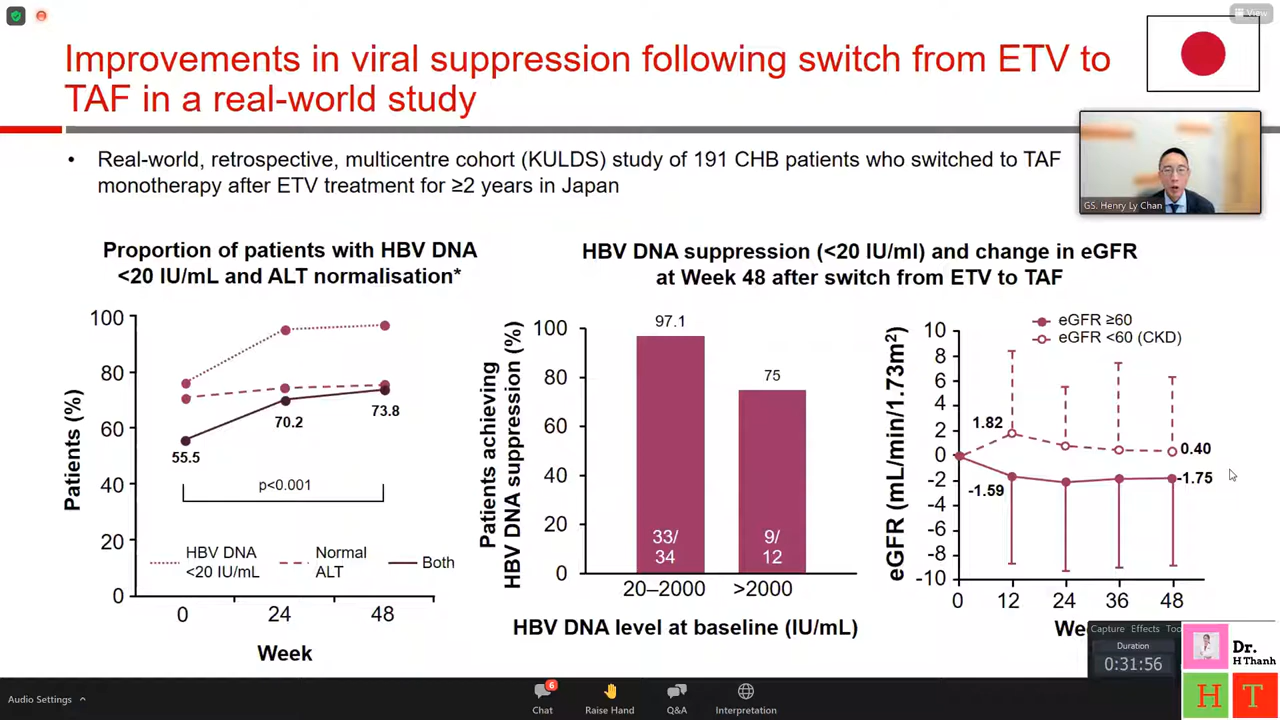 View
Improvements in viral suppression following switch from ETV to
TAF in a real-world study
GS. Henry Ly Chan
• Real-world, retrospective, multicentre cohort (KULDS) study of 191 CHB patients who switched to TAF
monotherapy after ETV treatment for ≥2 years in Japan
Proportion of patients with HBV DNA
<20 IU/mL and ALT normalisation*
Patients (%)
100
80
60
40
20
0
55.5
70.2
73.8
p<0.001
HBV DNA
<20 IU/mL
Normal
ALT
Both
0
24
48
Week
HBV DNA suppression (<20 IU/ml) and change in eGFR
at Week 48 after switch from ETV to TAF
Patients achieving
HBV DNA suppression (%)
100
80
60
40
20
0
97.1
75
33/
34
9/
12
20–2000
>2000
HBV DNA level at baseline (IU/mL)
eGFR (mL/min/1.73m²)
10
8
6
4
2
0
-2
-4
-6
-8
-10
eGFR ≥60
eGFR <60 (CKD)
1.82
0.40
-1.59
-1.75
0
12
24
36
48
Capture Effects
Duration
0:31:56
Dr.
H Thanh
H T
Audio Settings
6
Chat
Raise Hand
Q&A
Interpretation